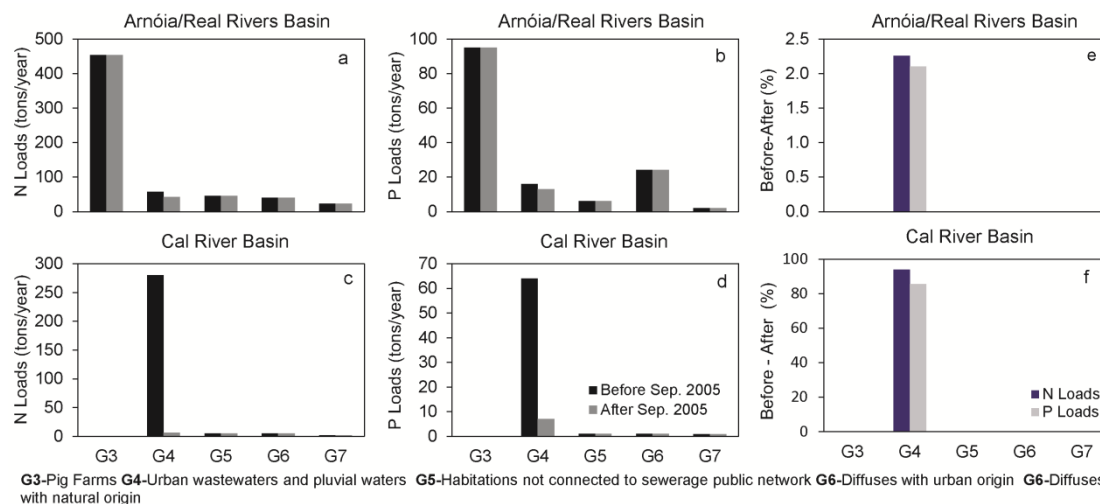 Arnóia/Real Rivers Basin
N Loads (tons/year)
500
400
300
200
100
0
a
Arnóia/Real Rivers Basin
P Loads (tons/year)
100
80
60
40
20
0
b
Arnóia/Real Rivers Basin
Before-After (%)
2.5
2.0
1.5
1.0
0.5
0.0
e
Cal River Basin
N Loads (tons/year)
300
250
200
150
100
50
0
c
G3 G4 G5 G6 G7
Cal River Basin
P Loads (tons/year)
70
60
50
40
30
20
10
0
d
Before Sep. 2005
After Sep. 2005
G3 G4 G5 G6 G7
Cal River Basin
Before - After (%)
100
80
60
40
20
0
f
N Loads
P Loads
G3 G4 G5 G6 G7
G3-Pig Farms G4-Urban wastewaters and pluvial waters G5-Habitations not connected to sewerage public network G6-Diffuses with urban origin G6-Diffuses
with natural origin